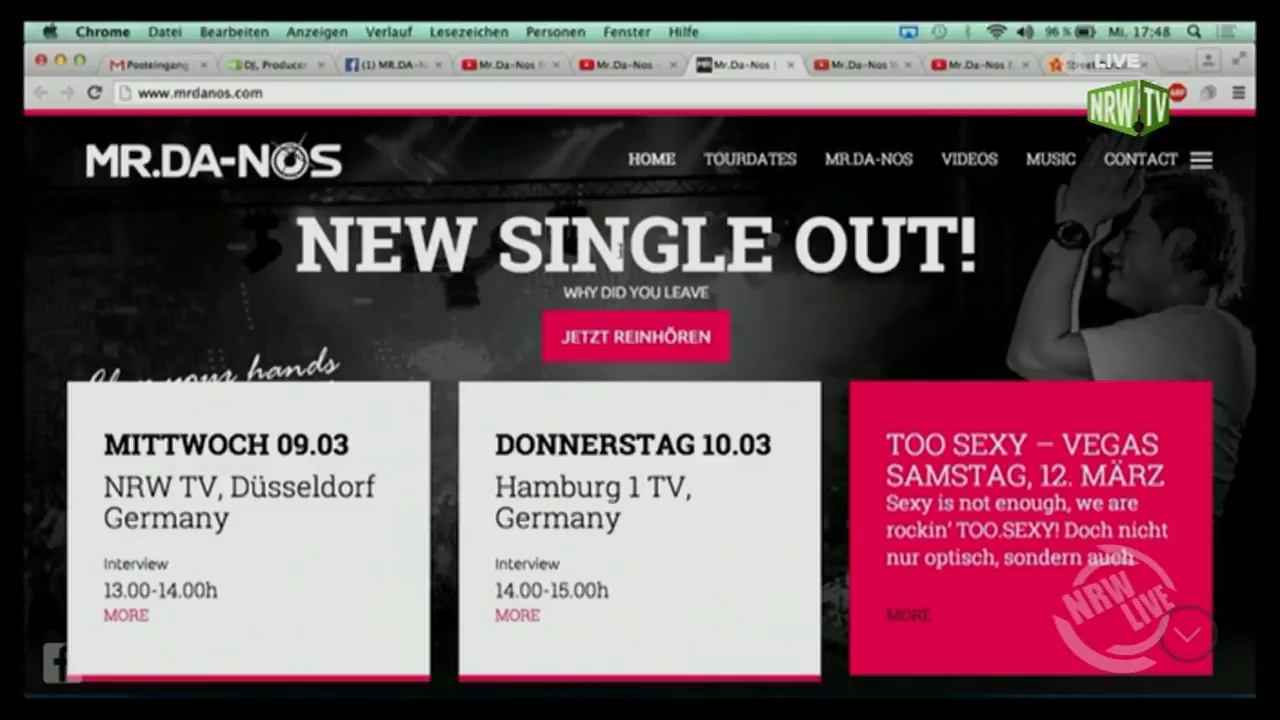 Chrome Datei Bearbeiten Anzeigen Verlauf Lesezeichen Personen Fenster Hilfe 96 % Mi. 17:48
Posteingang DJ, Producer (1) MR.DA-N Mr.Da-Nos Mr.Da-Nos Mr.Da-Nos Mr.Da-Nos Mr.Da-Nos Street
LIVE
www.mrdanos.com
NRW TV
MR.DA-NOS
HOME TOURDATES MR.DA-NOS VIDEOS MUSIC CONTACT
NEW SINGLE OUT!
WHY DID YOU LEAVE
JETZT REINHÖREN
your hands
MITTWOCH 09.03
NRW TV, Düsseldorf
Germany
Interview
13.00-14.00h
MORE
DONNERSTAG 10.03
Hamburg 1 TV,
Germany
Interview
14.00-15.00h
MORE
TOO SEXY – VEGAS
SAMSTAG, 12. MÄRZ
Sexy is not enough, we are
rockin' TOO.SEXY! Doch nicht
nur optisch, sondern auch
MORE
NRW
LIVE
f